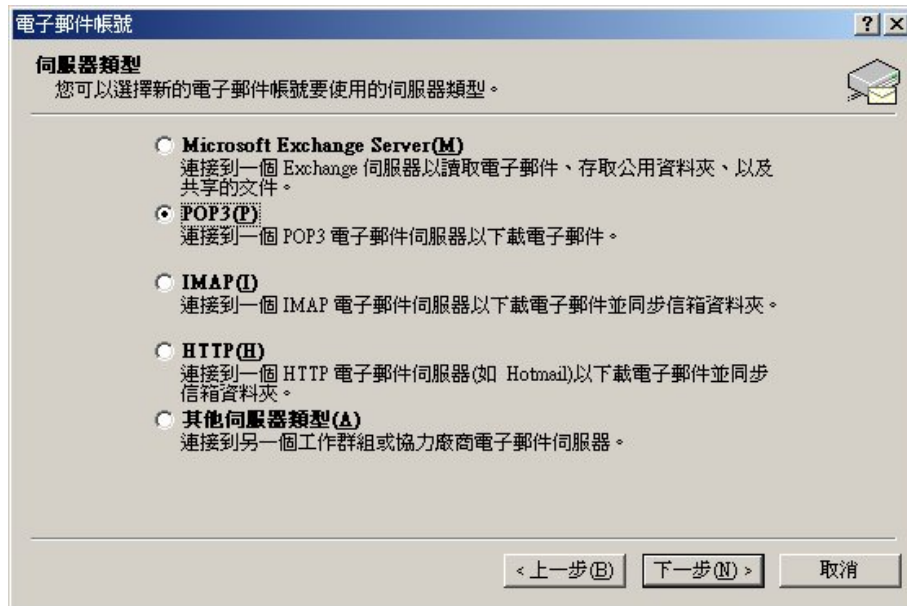 電子郵件帳號
伺服器類型
您可以選擇新的電子郵件帳號要使用的伺服器類型。
Microsoft Exchange Server(M)
連接到一個 Exchange 伺服器以讀取電子郵件、存取公用資料夾、以及
共享的文件。
POP3(P)
連接到一個 POP3 電子郵件伺服器以下載電子郵件。
IMAP(I)
連接到一個 IMAP 電子郵件伺服器以下載電子郵件並同步信箱資料夾。
HTTP(H)
連接到一個 HTTP 電子郵件伺服器(如 Hotmail)以下載電子郵件並同步
信箱資料夾。
其他伺服器類型(A)
連接到另一個工作群組或協力廠商電子郵件伺服器。
<上一步(B) 下一步(N)> 取消